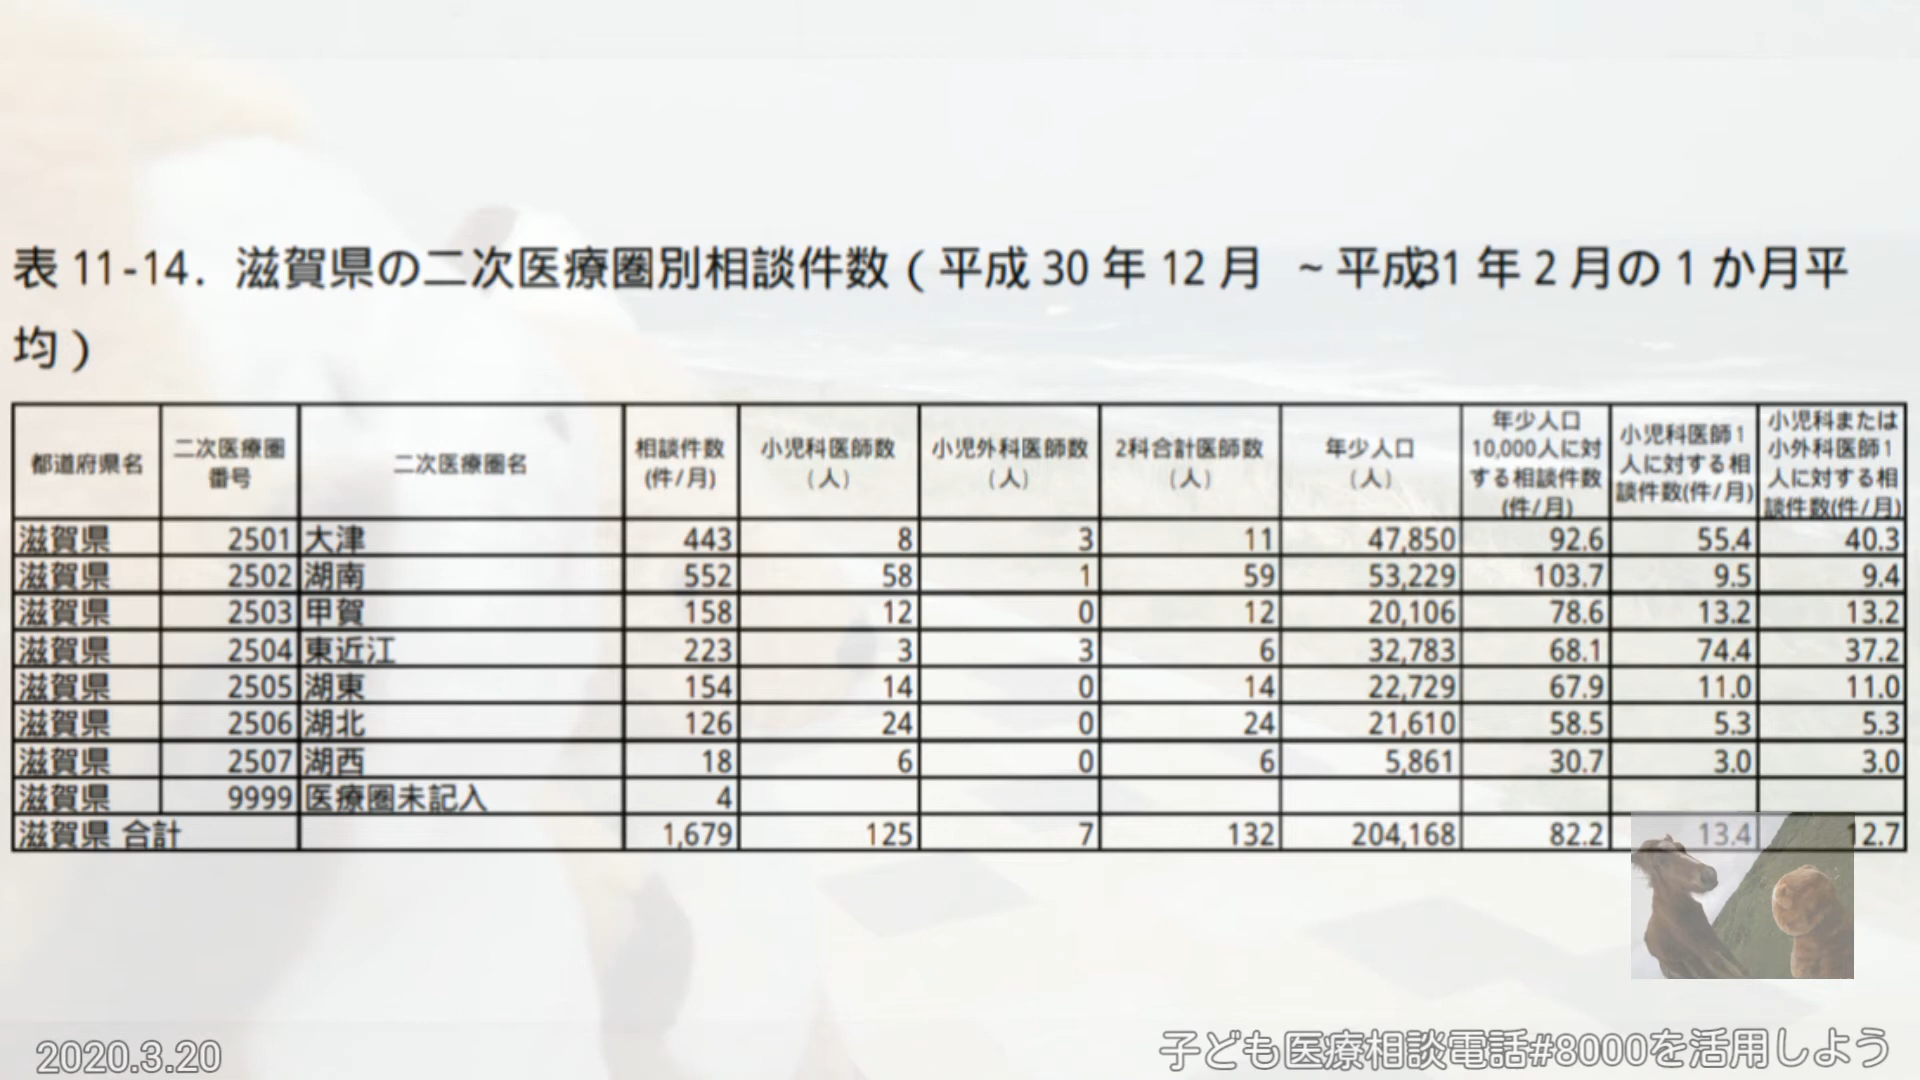 表 11-14. 滋賀県の二次医療圏別相談件数（平成 30 年 12 月 ~ 平成31 年 2 月の 1 か月平
均）
都道府県名 二次医療圏番号 二次医療圏名 相談件数(件/月) 小児科医師数(人) 小児外科医師数(人) 2科合計医師数(人) 年少人口(人) 年少人口10,000人に対する相談件数(件/月) 小児科医師1人に対する相談件数(件/月) 小児科または小外科医師1人に対する相談件数(件/月)
滋賀県 2501 大津 443 8 3 11 47,850 92.6 55.4 40.3
滋賀県 2502 湖南 552 58 1 59 53,229 103.7 9.5 9.4
滋賀県 2503 甲賀 158 12 0 12 20,106 78.6 13.2 13.2
滋賀県 2504 東近江 223 3 3 6 32,783 68.1 74.4 37.2
滋賀県 2505 湖東 154 14 0 14 22,729 67.9 11.0 11.0
滋賀県 2506 湖北 126 24 0 24 21,610 58.5 5.3 5.3
滋賀県 2507 湖西 18 6 0 6 5,861 30.7 3.0 3.0
滋賀県 9999 医療圏未記入 4
滋賀県 合計 1,679 125 7 132 204,168 82.2 13.4 12.7
2020.3.20
子ども医療相談電話#8000を活用しよう